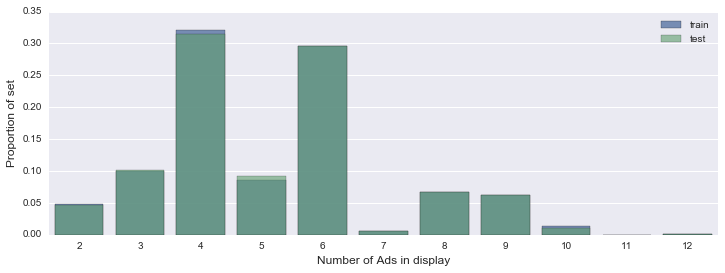 0.35
0.30
0.25
0.20
0.15
0.10
0.05
0.00
Proportion of set
train
test
2 3 4 5 6 7 8 9 10 11 12
Number of Ads in display